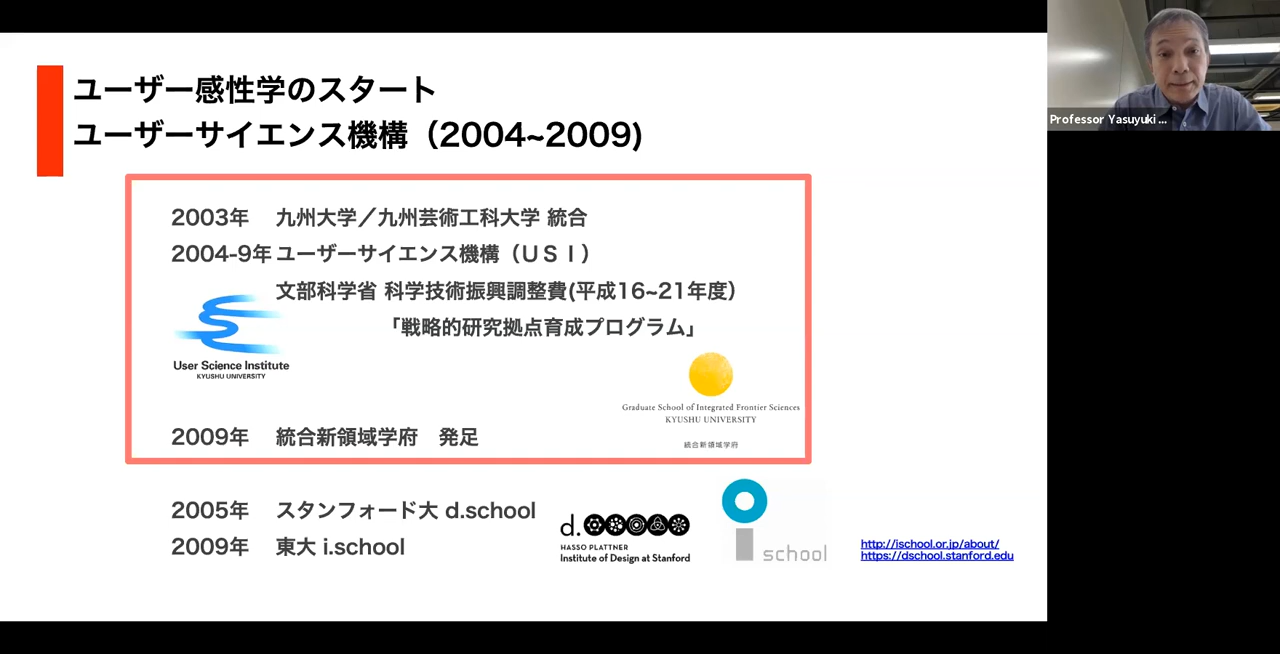 ユーザー感性学のスタート
ユーザーサイエンス機構（2004~2009)
2003年 九州大学／九州芸術工科大学 統合
2004-9年 ユーザーサイエンス機構（ＵＳＩ）
文部科学省 科学技術振興調整費(平成16~21年度）
「戦略的研究拠点育成プログラム」
User Science Institute
KYUSHU UNIVERSITY
Graduate School of Integrated Frontier Sciences
KYUSHU UNIVERSITY
統合新領域学府
2009年 統合新領域学府 発足
2005年 スタンフォード大 d.school
2009年 東大 i.school
d.
HASSO PLATTNER
Institute of Design at Stanford
i school
http://ischool.or.jp/about/
https://dschool.stanford.edu
Professor Yasuyuki ...